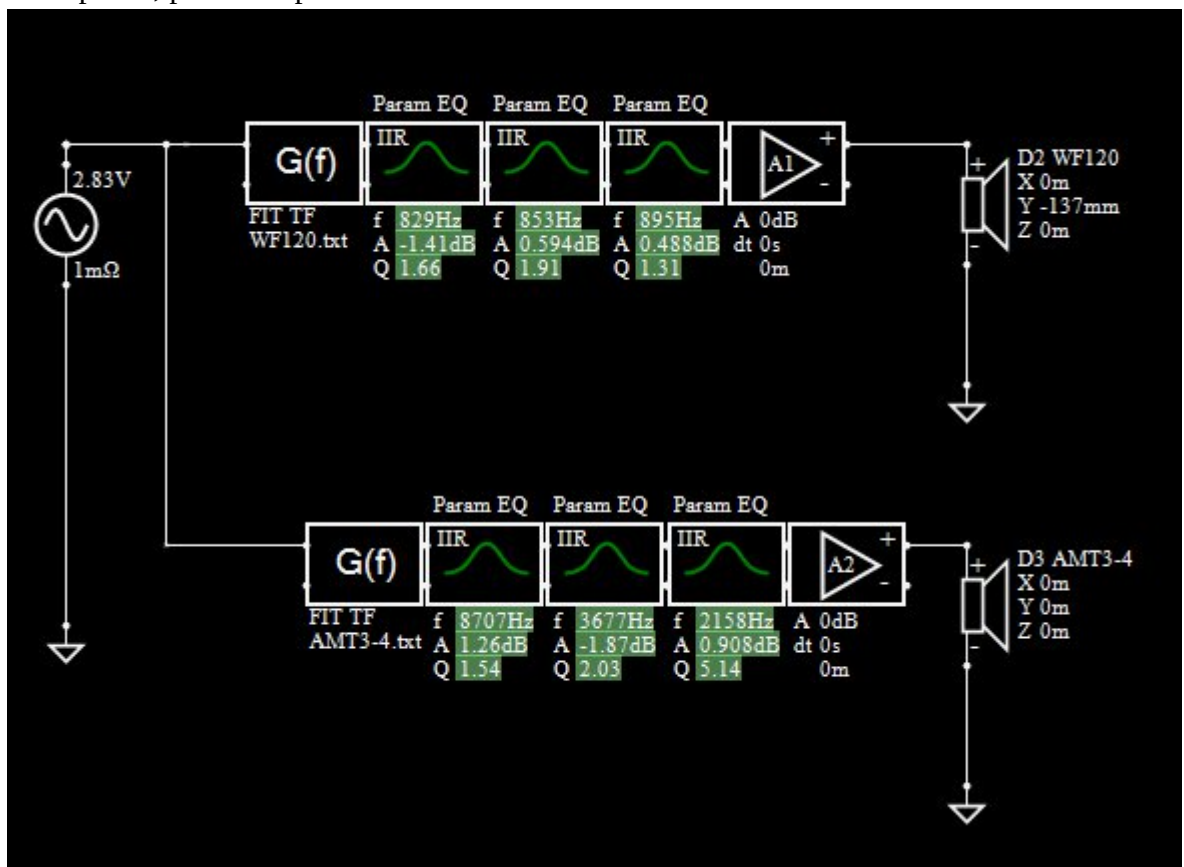 Param EQ Param EQ Param EQ
IIR IIR IIR
G(f) A1 +
-
2.83V
1mΩ
FIT TF
WF120.txt
f 829Hz f 853Hz f 895Hz A 0dB
A -1.41dB A 0.594dB A 0.488dB dt 0s
Q 1.66 Q 1.91 Q 1.31 0m
+ D2 WF120
X 0m
Y -137mm
Z 0m
-
Param EQ Param EQ Param EQ
IIR IIR IIR
G(f) A2 +
-
FIT TF
AMT3-4.txt
f 8707Hz f 3677Hz f 2158Hz A 0dB
A 1.26dB A -1.87dB A 0.908dB dt 0s
Q 1.54 Q 2.03 Q 5.14 0m
+ D3 AMT3-4
X 0m
Y 0m
Z 0m
-